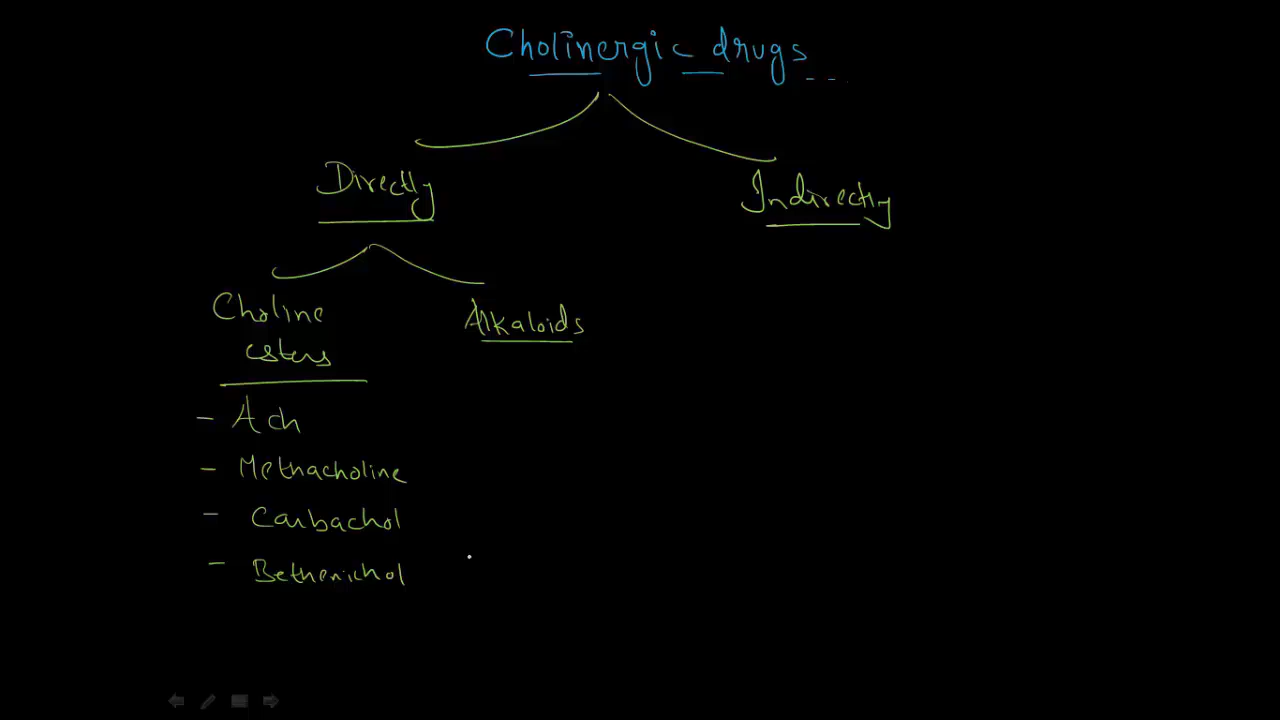 Cholinergic drugs
Directly
Indirectly
Choline
esters
Alkaloids
- Ach
- Methacholine
- Carbachol
- Bethenichol